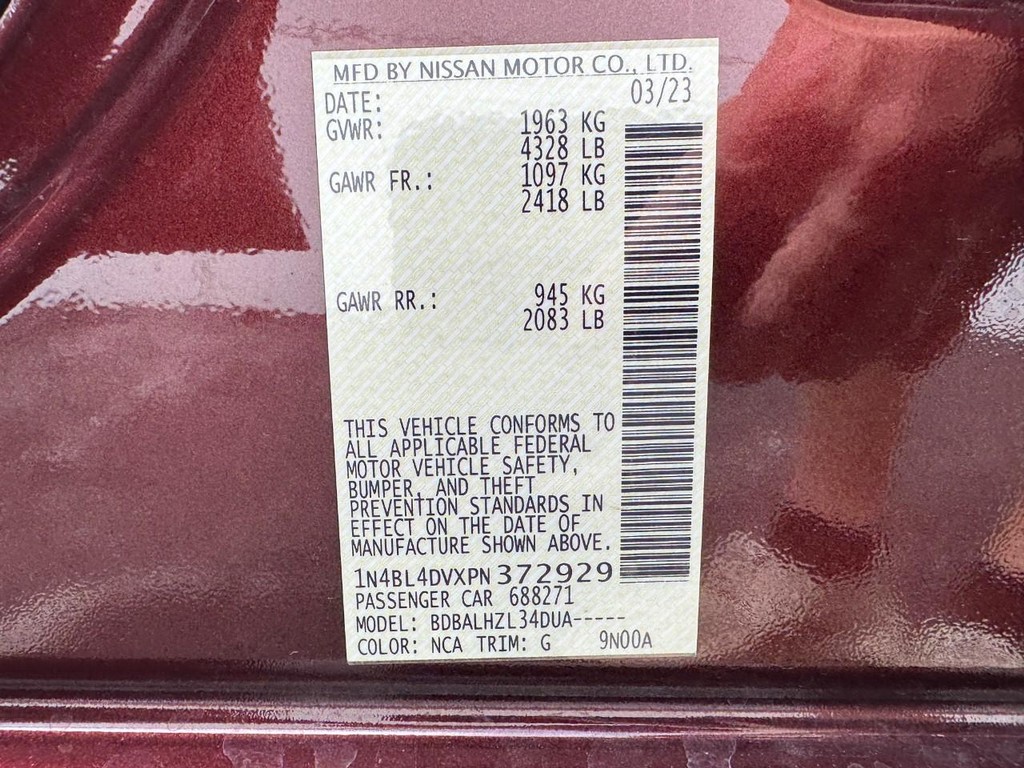 MFD BY NISSAN MOTOR CO., LTD.
DATE: 03/23
GVWR: 1963 KG
4328 LB
GAWR FR.: 1097 KG
2418 LB
GAWR RR.: 945 KG
2083 LB
THIS VEHICLE CONFORMS TO
ALL APPLICABLE FEDERAL
MOTOR VEHICLE SAFETY,
BUMPER, AND THEFT
PREVENTION STANDARDS IN
EFFECT ON THE DATE OF
MANUFACTURE SHOWN ABOVE.
1N4BL4DVXPN 372929
PASSENGER CAR 688271
MODEL: BDBALHZL34DUA-----
COLOR: NCA TRIM: G 9N00A